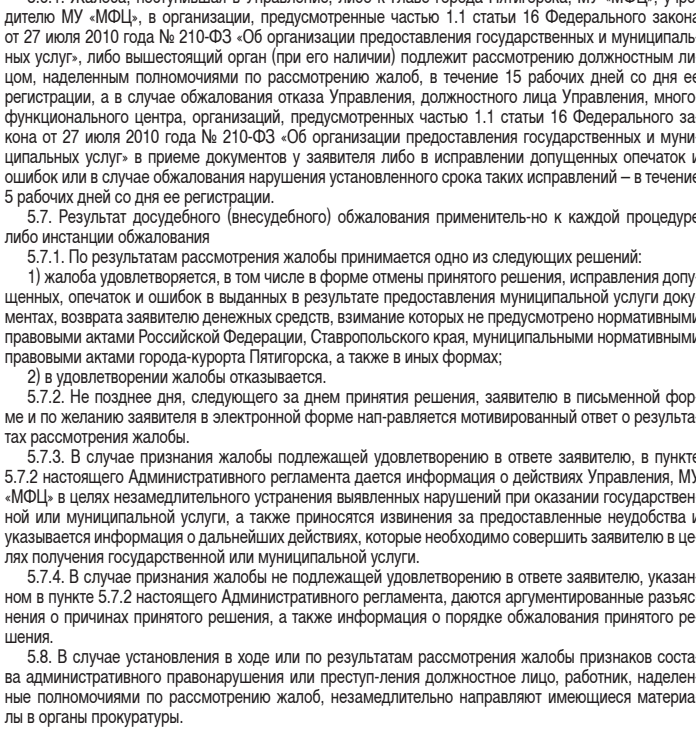 5.6.1. Жалоба, поступившая в Управление, либо к Главе города Пятигорска, МУ «МФЦ», учре-
дителю МУ «МФЦ», в организации, предусмотренные частью 1.1 статьи 16 Федерального закона
от 27 июля 2010 года № 210-ФЗ «Об организации предоставления государственных и муниципаль-
ных услуг», либо вышестоящий орган (при его наличии) подлежит рассмотрению должностным ли-
цом, наделенным полномочиями по рассмотрению жалоб, в течение 15 рабочих дней со дня ее
регистрации, а в случае обжалования отказа Управления, должностного лица Управления, много-
функционального центра, организаций, предусмотренных частью 1.1 статьи 16 Федерального за-
кона от 27 июля 2010 года № 210-ФЗ «Об организации предоставления государственных и муни-
ципальных услуг» в приеме документов у заявителя либо в исправлении допущенных опечаток и
ошибок или в случае обжалования нарушения установленного срока таких исправлений – в течение
5 рабочих дней со дня ее регистрации.
5.7. Результат досудебного (внесудебного) обжалования применитель-но к каждой процедуре
либо инстанции обжалования
5.7.1. По результатам рассмотрения жалобы принимается одно из следующих решений:
1) жалоба удовлетворяется, в том числе в форме отмены принятого решения, исправления допу-
щенных, опечаток и ошибок в выданных в результате предоставления муниципальной услуги доку-
ментах, возврата заявителю денежных средств, взимание которых не предусмотрено нормативными
правовыми актами Российской Федерации, Ставропольского края, муниципальными нормативными
правовыми актами города-курорта Пятигорска, а также в иных формах;
2) в удовлетворении жалобы отказывается.
5.7.2. Не позднее дня, следующего за днем принятия решения, заявителю в письменной фор-
ме и по желанию заявителя в электронной форме нап-равляется мотивированный ответ о результа-
тах рассмотрения жалобы.
5.7.3. В случае признания жалобы подлежащей удовлетворению в ответе заявителю, в пункте
5.7.2 настоящего Административного регламента дается информация о действиях Управления, МУ
«МФЦ» в целях незамедлительного устранения выявленных нарушений при оказании государствен-
ной или муниципальной услуги, а также приносятся извинения за предоставленные неудобства и
указывается информация о дальнейших действиях, которые необходимо совершить заявителю в це-
лях получения государственной или муниципальной услуги.
5.7.4. В случае признания жалобы не подлежащей удовлетворению в ответе заявителю, указан-
ном в пункте 5.7.2 настоящего Административного регламента, даются аргументированные разъяс-
нения о причинах принятого решения, а также информация о порядке обжалования принятого ре-
шения.
5.8. В случае установления в ходе или по результатам рассмотрения жалобы признаков соста-
ва административного правонарушения или преступ-ления должностное лицо, работник, наделен-
ные полномочиями по рассмотрению жалоб, незамедлительно направляют имеющиеся материа-
лы в органы прокуратуры.